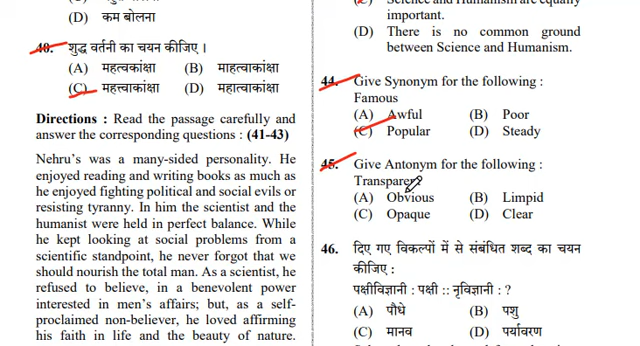 (D) कम बोलना
40. शुद्ध वर्तनी का चयन कीजिए।
(A) महत्वकांक्षा (B) माहत्वाकांक्षा
(C) महत्त्वाकांक्षा (D) महात्वाकांक्षा
Directions : Read the passage carefully and
answer the corresponding questions : (41-43)
Nehru's was a many-sided personality. He
enjoyed reading and writing books as much as
he enjoyed fighting political and social evils or
resisting tyranny. In him the scientist and the
humanist were held in perfect balance. While
he kept looking at social problems from a
scientific standpoint, he never forgot that we
should nourish the total man. As a scientist, he
refused to believe, in a benevolent power
interested in men's affairs; but, as a self-
proclaimed non-believer, he loved affirming
his faith in life and the beauty of nature.
Science and Humanism are equally
important.
(D) There is no common ground
between Science and Humanism.
44. Give Synonym for the following :
Famous
(A) Awful (B) Poor
(C) Popular (D) Steady
45. Give Antonym for the following :
Transparent
(A) Obvious (B) Limpid
(C) Opaque (D) Clear
46. दिए गए विकल्पों में से संबंधित शब्द का चयन
कीजिए :
पक्षीविज्ञानी : पक्षी :: नृविज्ञानी : ?
(A) पौधे (B) पशु
(C) मानव (D) पर्यावरण